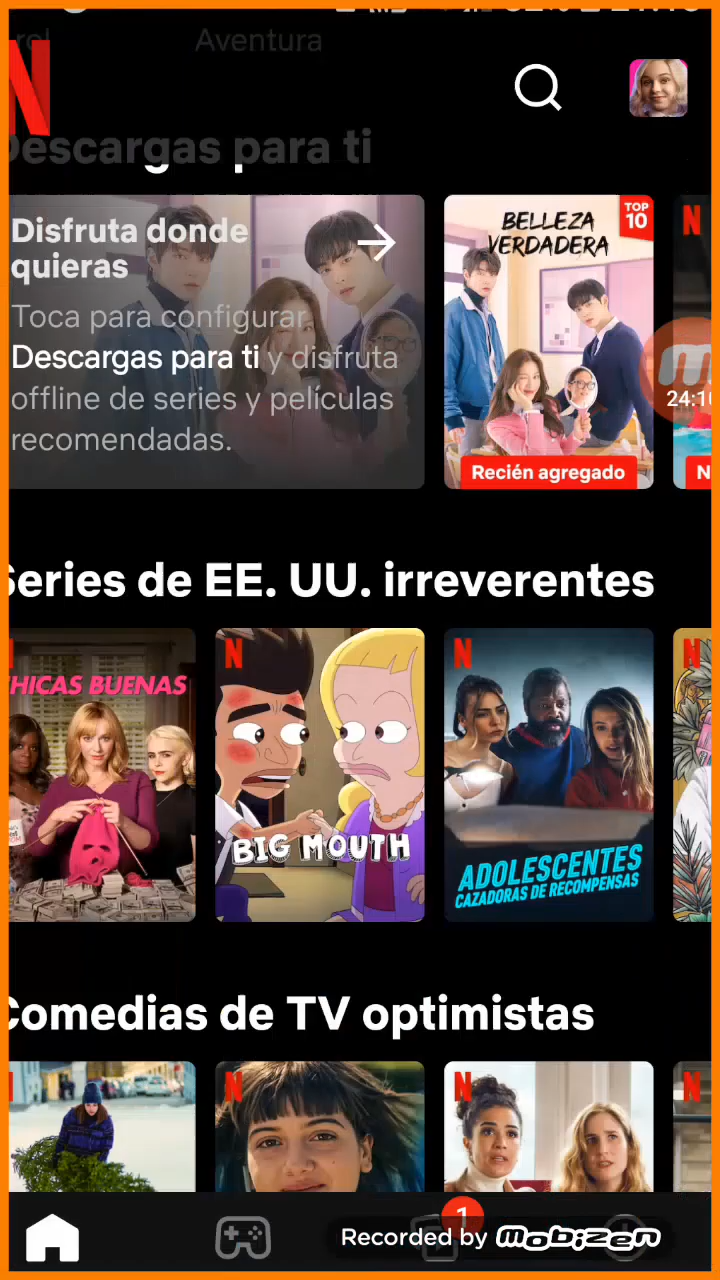 Aventura
Descargas para ti
Disfruta donde
quieras
Toca para configurar
Descargas para ti y disfruta
offline de series y películas
recomendadas.
BELLEZA
VERDADERA
TOP
10
Recién agregado
N
24:10
Series de EE. UU. irreverentes
CHICAS BUENAS
BIG MOUTH
ADOLESCENTES
CAZADORAS DE RECOMPENSAS
Comedias de TV optimistas
1
Recorded by mobizen